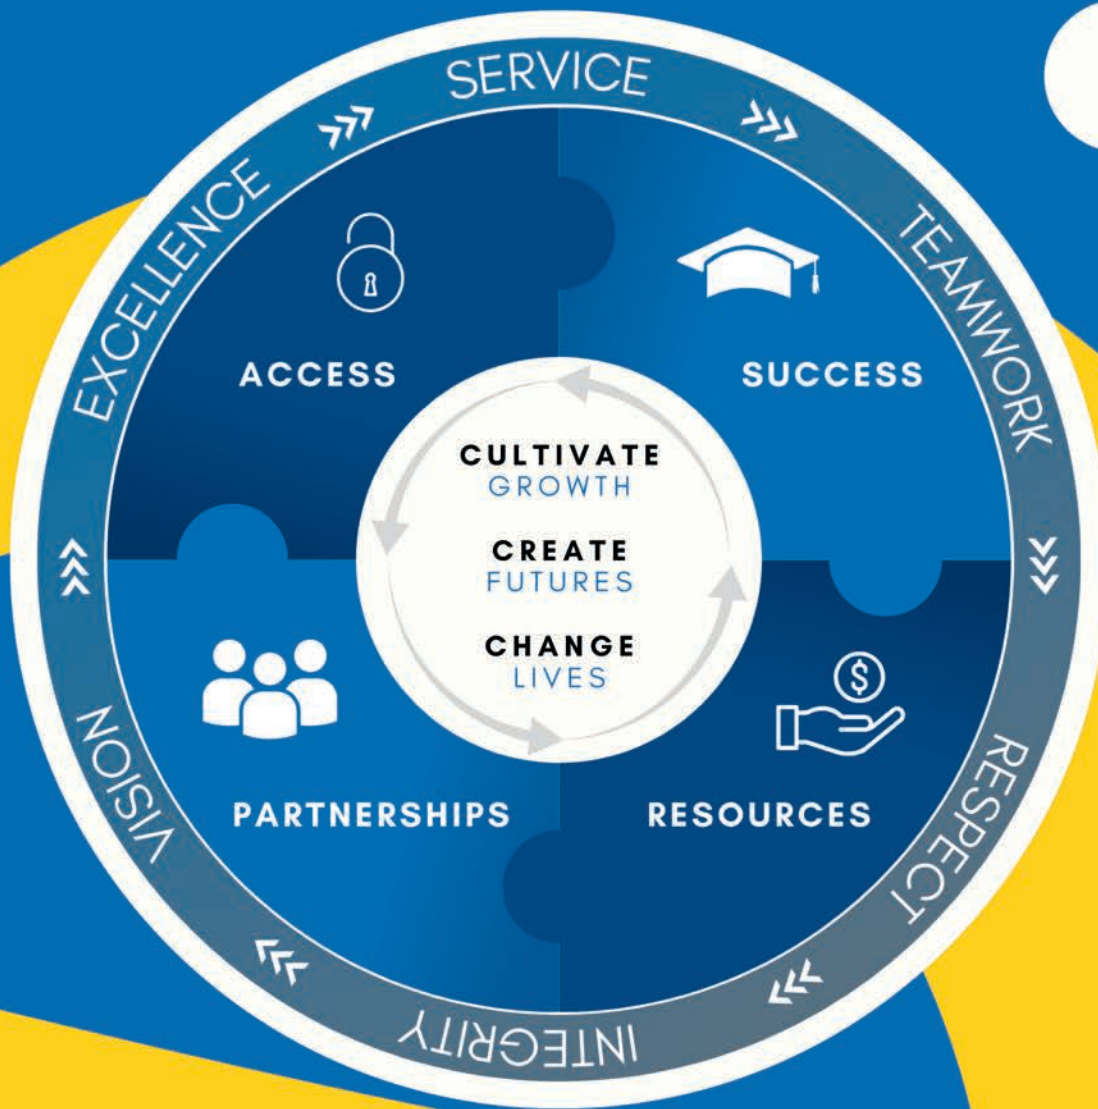 SERVICE
TEAMWORK
RESPECT
INTEGRITY
VISION
EXCELLENCE
ACCESS
SUCCESS
CULTIVATE
GROWTH
CREATE
FUTURES
CHANGE
LIVES
$
PARTNERSHIPS
RESOURCES